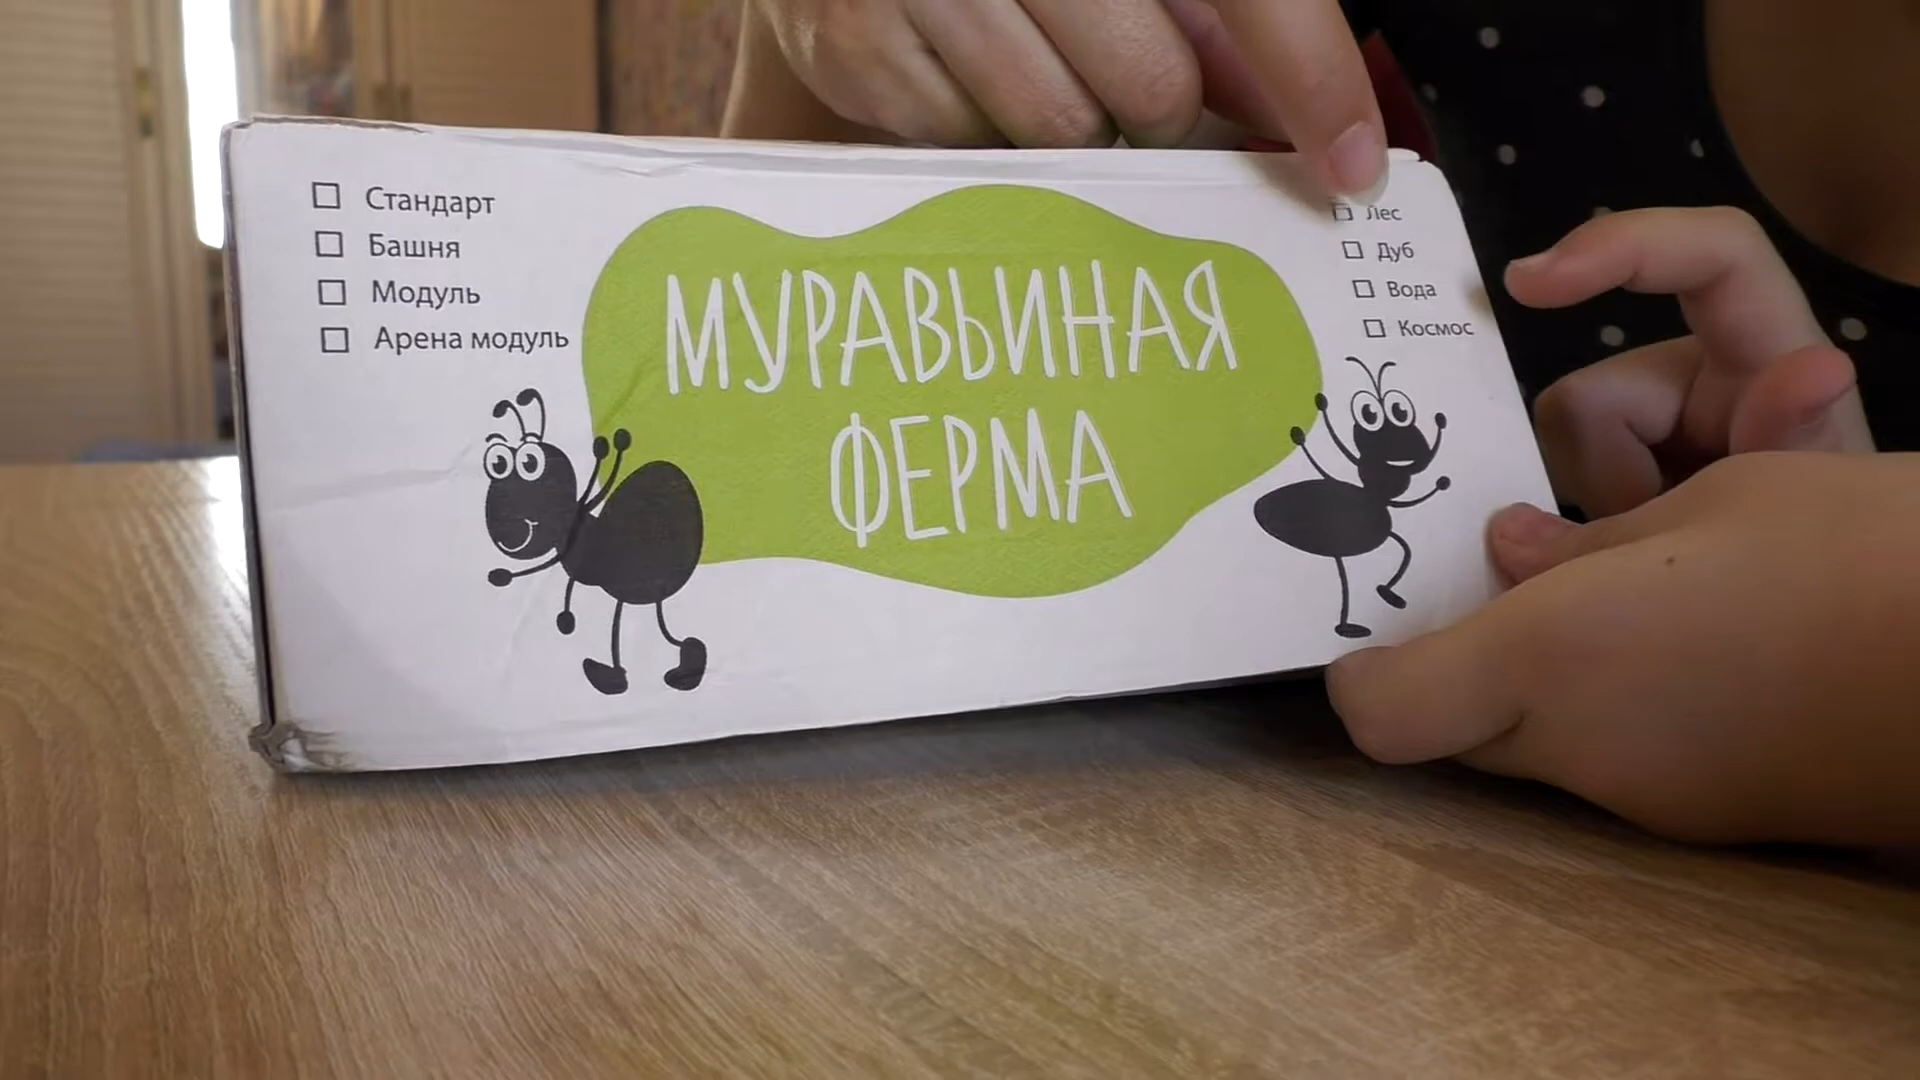 Стандарт
Башня
Модуль
Арена модуль
МУРАВЬИНАЯ
ФЕРМА
Лес
Дуб
Вода
Космос